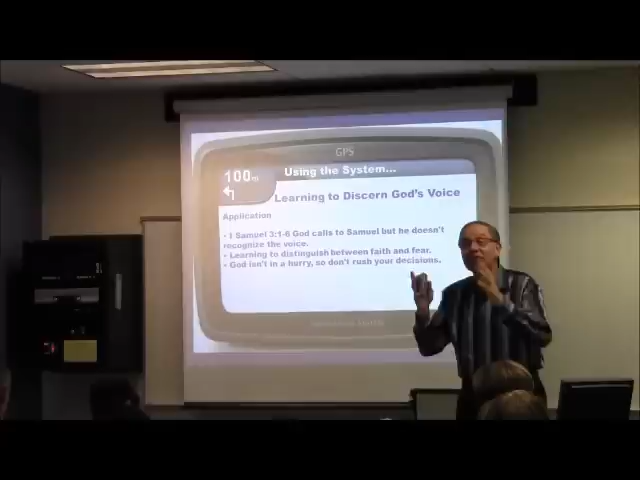 GPS
100m
Using the System...
Learning to Discern God's Voice
Application
• I Samuel 3:1-6 God calls to Samuel but he doesn't
recognize the voice.
• Learning to distinguish between faith and fear.
• God isn't in a hurry, so don't rush your decisions.